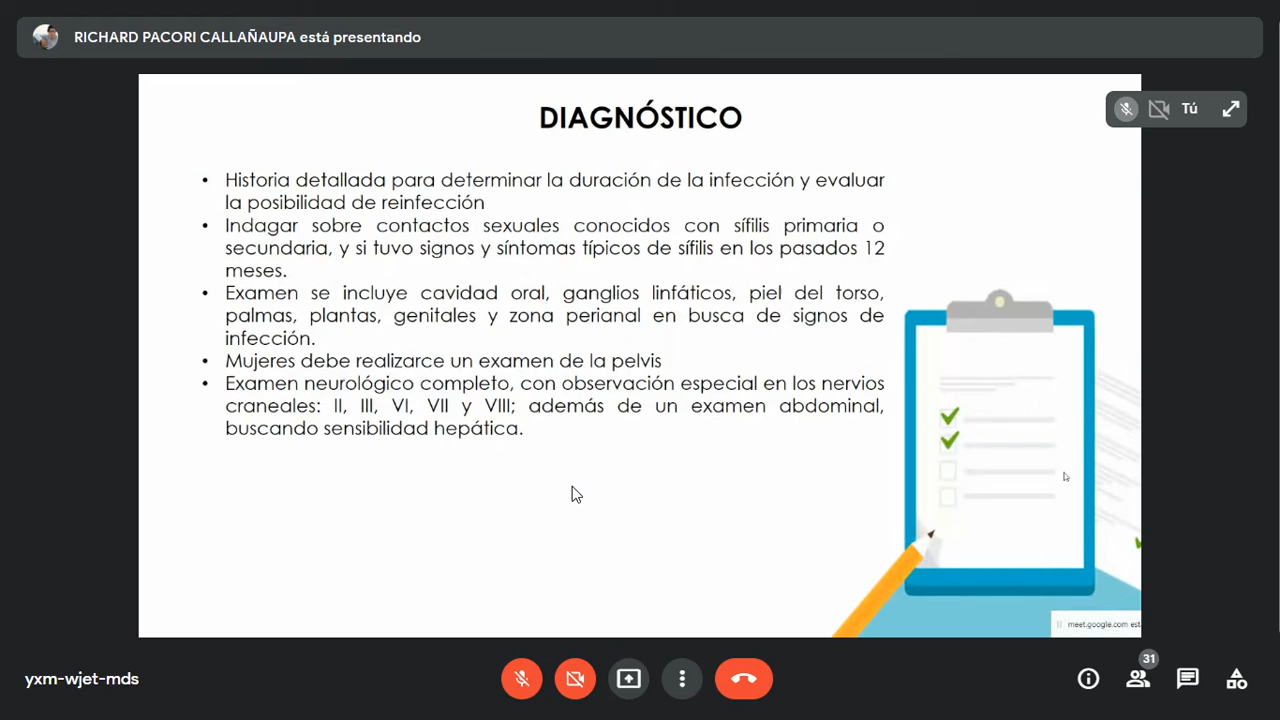 RICHARD PACORI CALLAÑAUPA está presentando
Tú
DIAGNÓSTICO
• Historia detallada para determinar la duración de la infección y evaluar
la posibilidad de reinfección
• Indagar sobre contactos sexuales conocidos con sífilis primaria o
secundaria, y si tuvo signos y síntomas típicos de sífilis en los pasados 12
meses.
• Examen se incluye cavidad oral, ganglios linfáticos, piel del torso,
palmas, plantas, genitales y zona perianal en busca de signos de
infección.
• Mujeres debe realizarce un examen de la pelvis
• Examen neurológico completo, con observación especial en los nervios
craneales: II, III, VI, VII y VIII; además de un examen abdominal,
buscando sensibilidad hepática.
meet.google.com est
yxm-wjet-mds
31